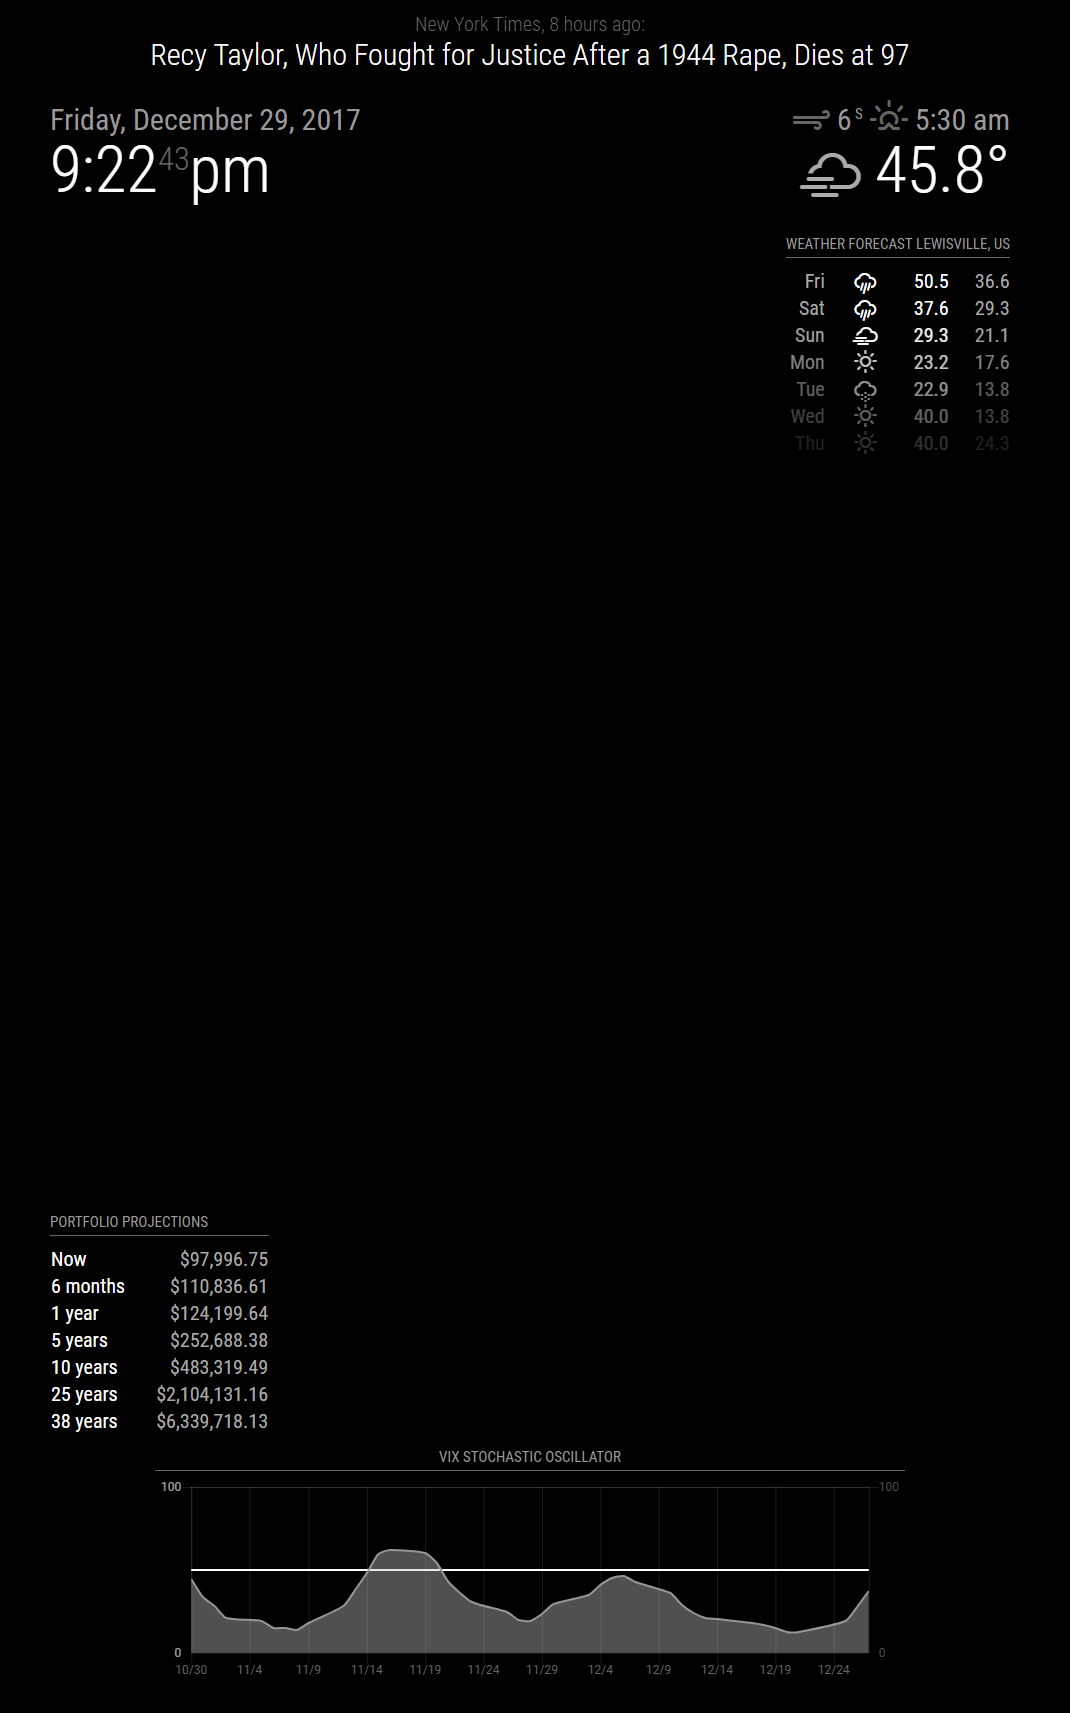 New York Times, 8 hours ago:
Recy Taylor, Who Fought for Justice After a 1944 Rape, Dies at 97
Friday, December 29, 2017
9:2243pm
6 S 5:30 am
45.8°
WEATHER FORECAST LEWISVILLE, US
Fri 50.5 36.6
Sat 37.6 29.3
Sun 29.3 21.1
Mon 23.2 17.6
Tue 22.9 13.8
Wed 40.0 13.8
Thu 40.0 24.3
PORTFOLIO PROJECTIONS
Now $97,996.75
6 months $110,836.61
1 year $124,199.64
5 years $252,688.38
10 years $483,319.49
25 years $2,104,131.16
38 years $6,339,718.13
VIX STOCHASTIC OSCILLATOR
100 100
0 0
10/30 11/4 11/9 11/14 11/19 11/24 11/29 12/4 12/9 12/14 12/19 12/24